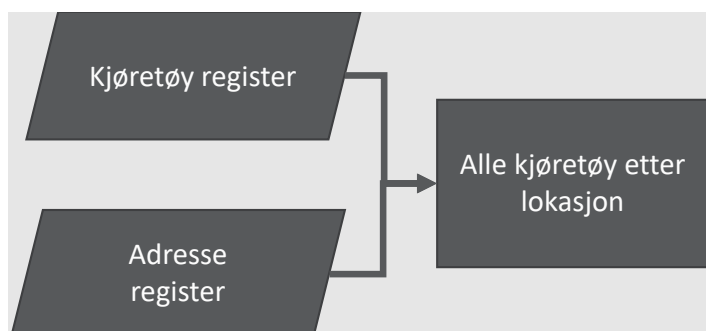 Kjøretøy register
Alle kjøretøy etter
lokasjon
Adresse
register